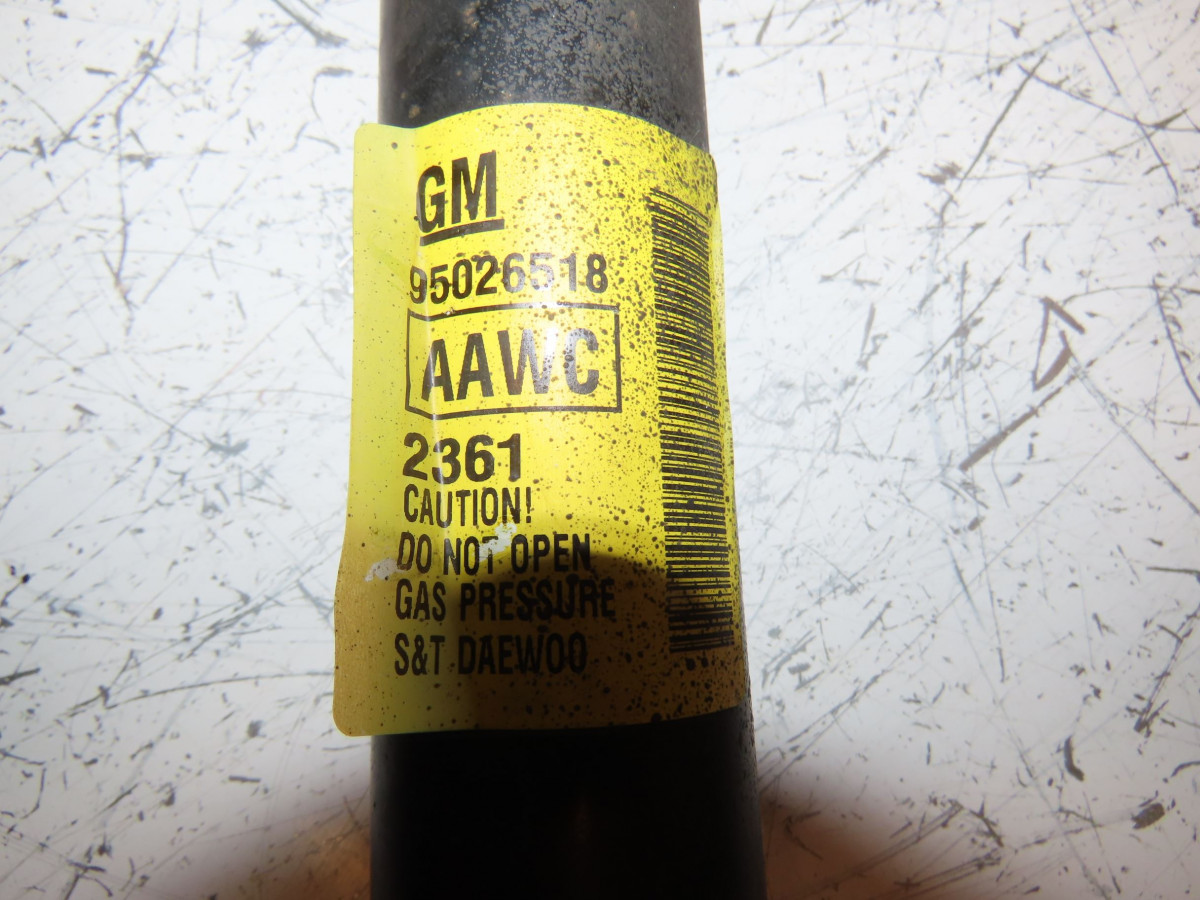 GM
95026518
AAWC
2361
CAUTION!
DO NOT OPEN
GAS PRESSURE
S&T DAEWOO